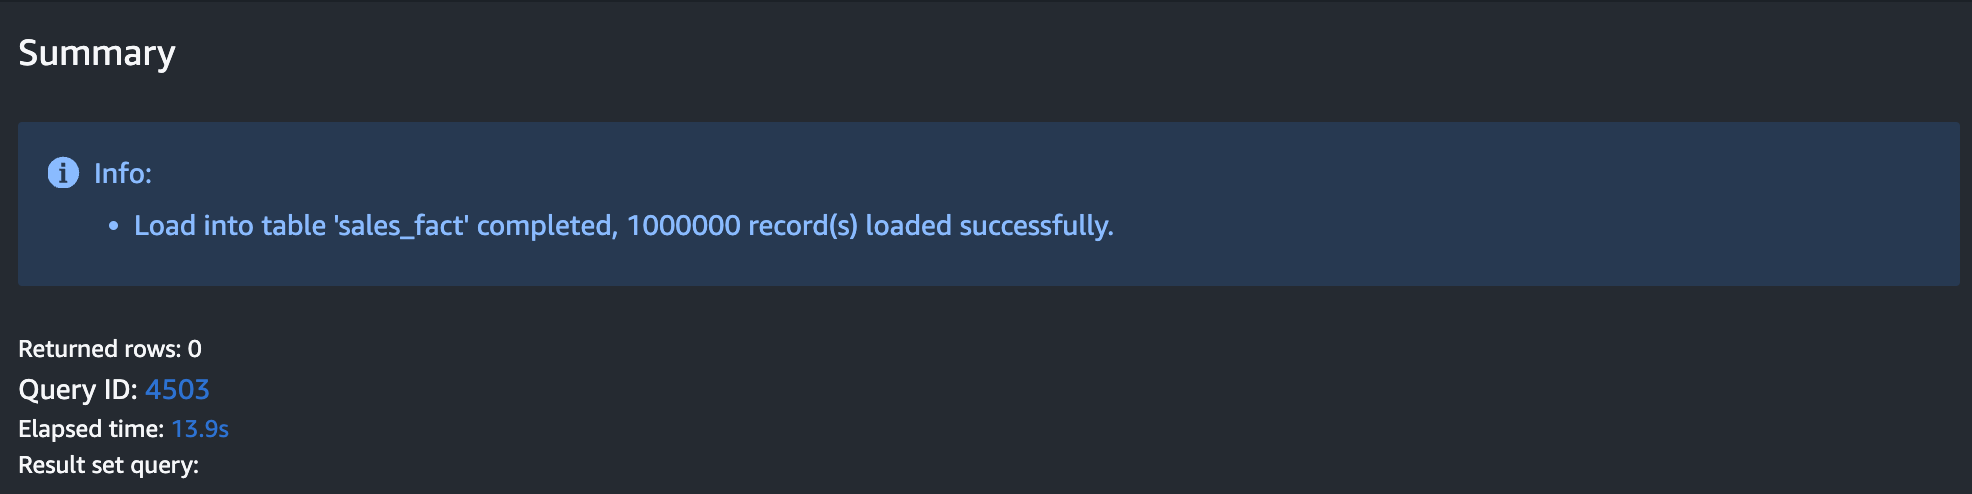 Summary
Info:
• Load into table 'sales_fact' completed, 1000000 record(s) loaded successfully.
Returned rows: 0
Query ID: 4503
Elapsed time: 13.9s
Result set query: